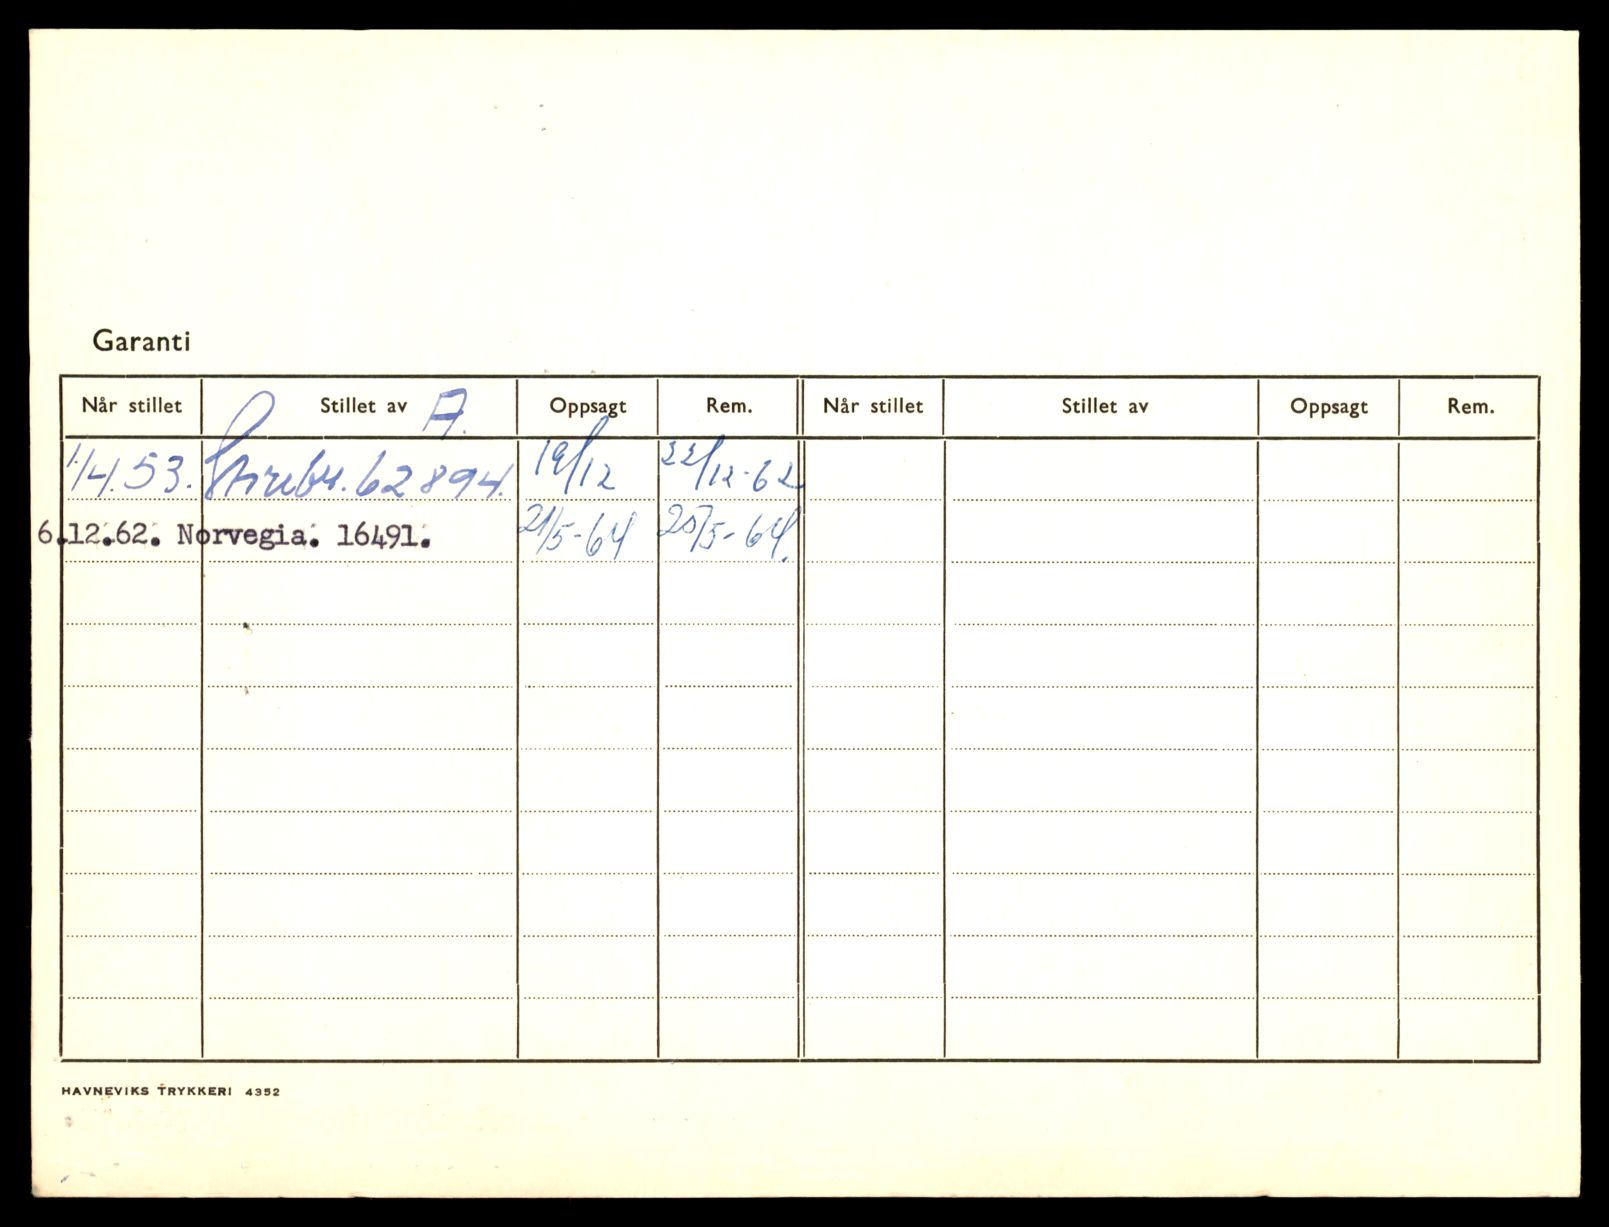 Garanti
Når stillet Stillet av A. Oppsagt Rem. Når stillet Stillet av Oppsagt Rem.
1/4.53. 62894. 19/12 22/12-62
6.12.62. Norvegia. 16491. 21/5-64 25/5-64.
HAVNEVIKS TRYKKERI 4352